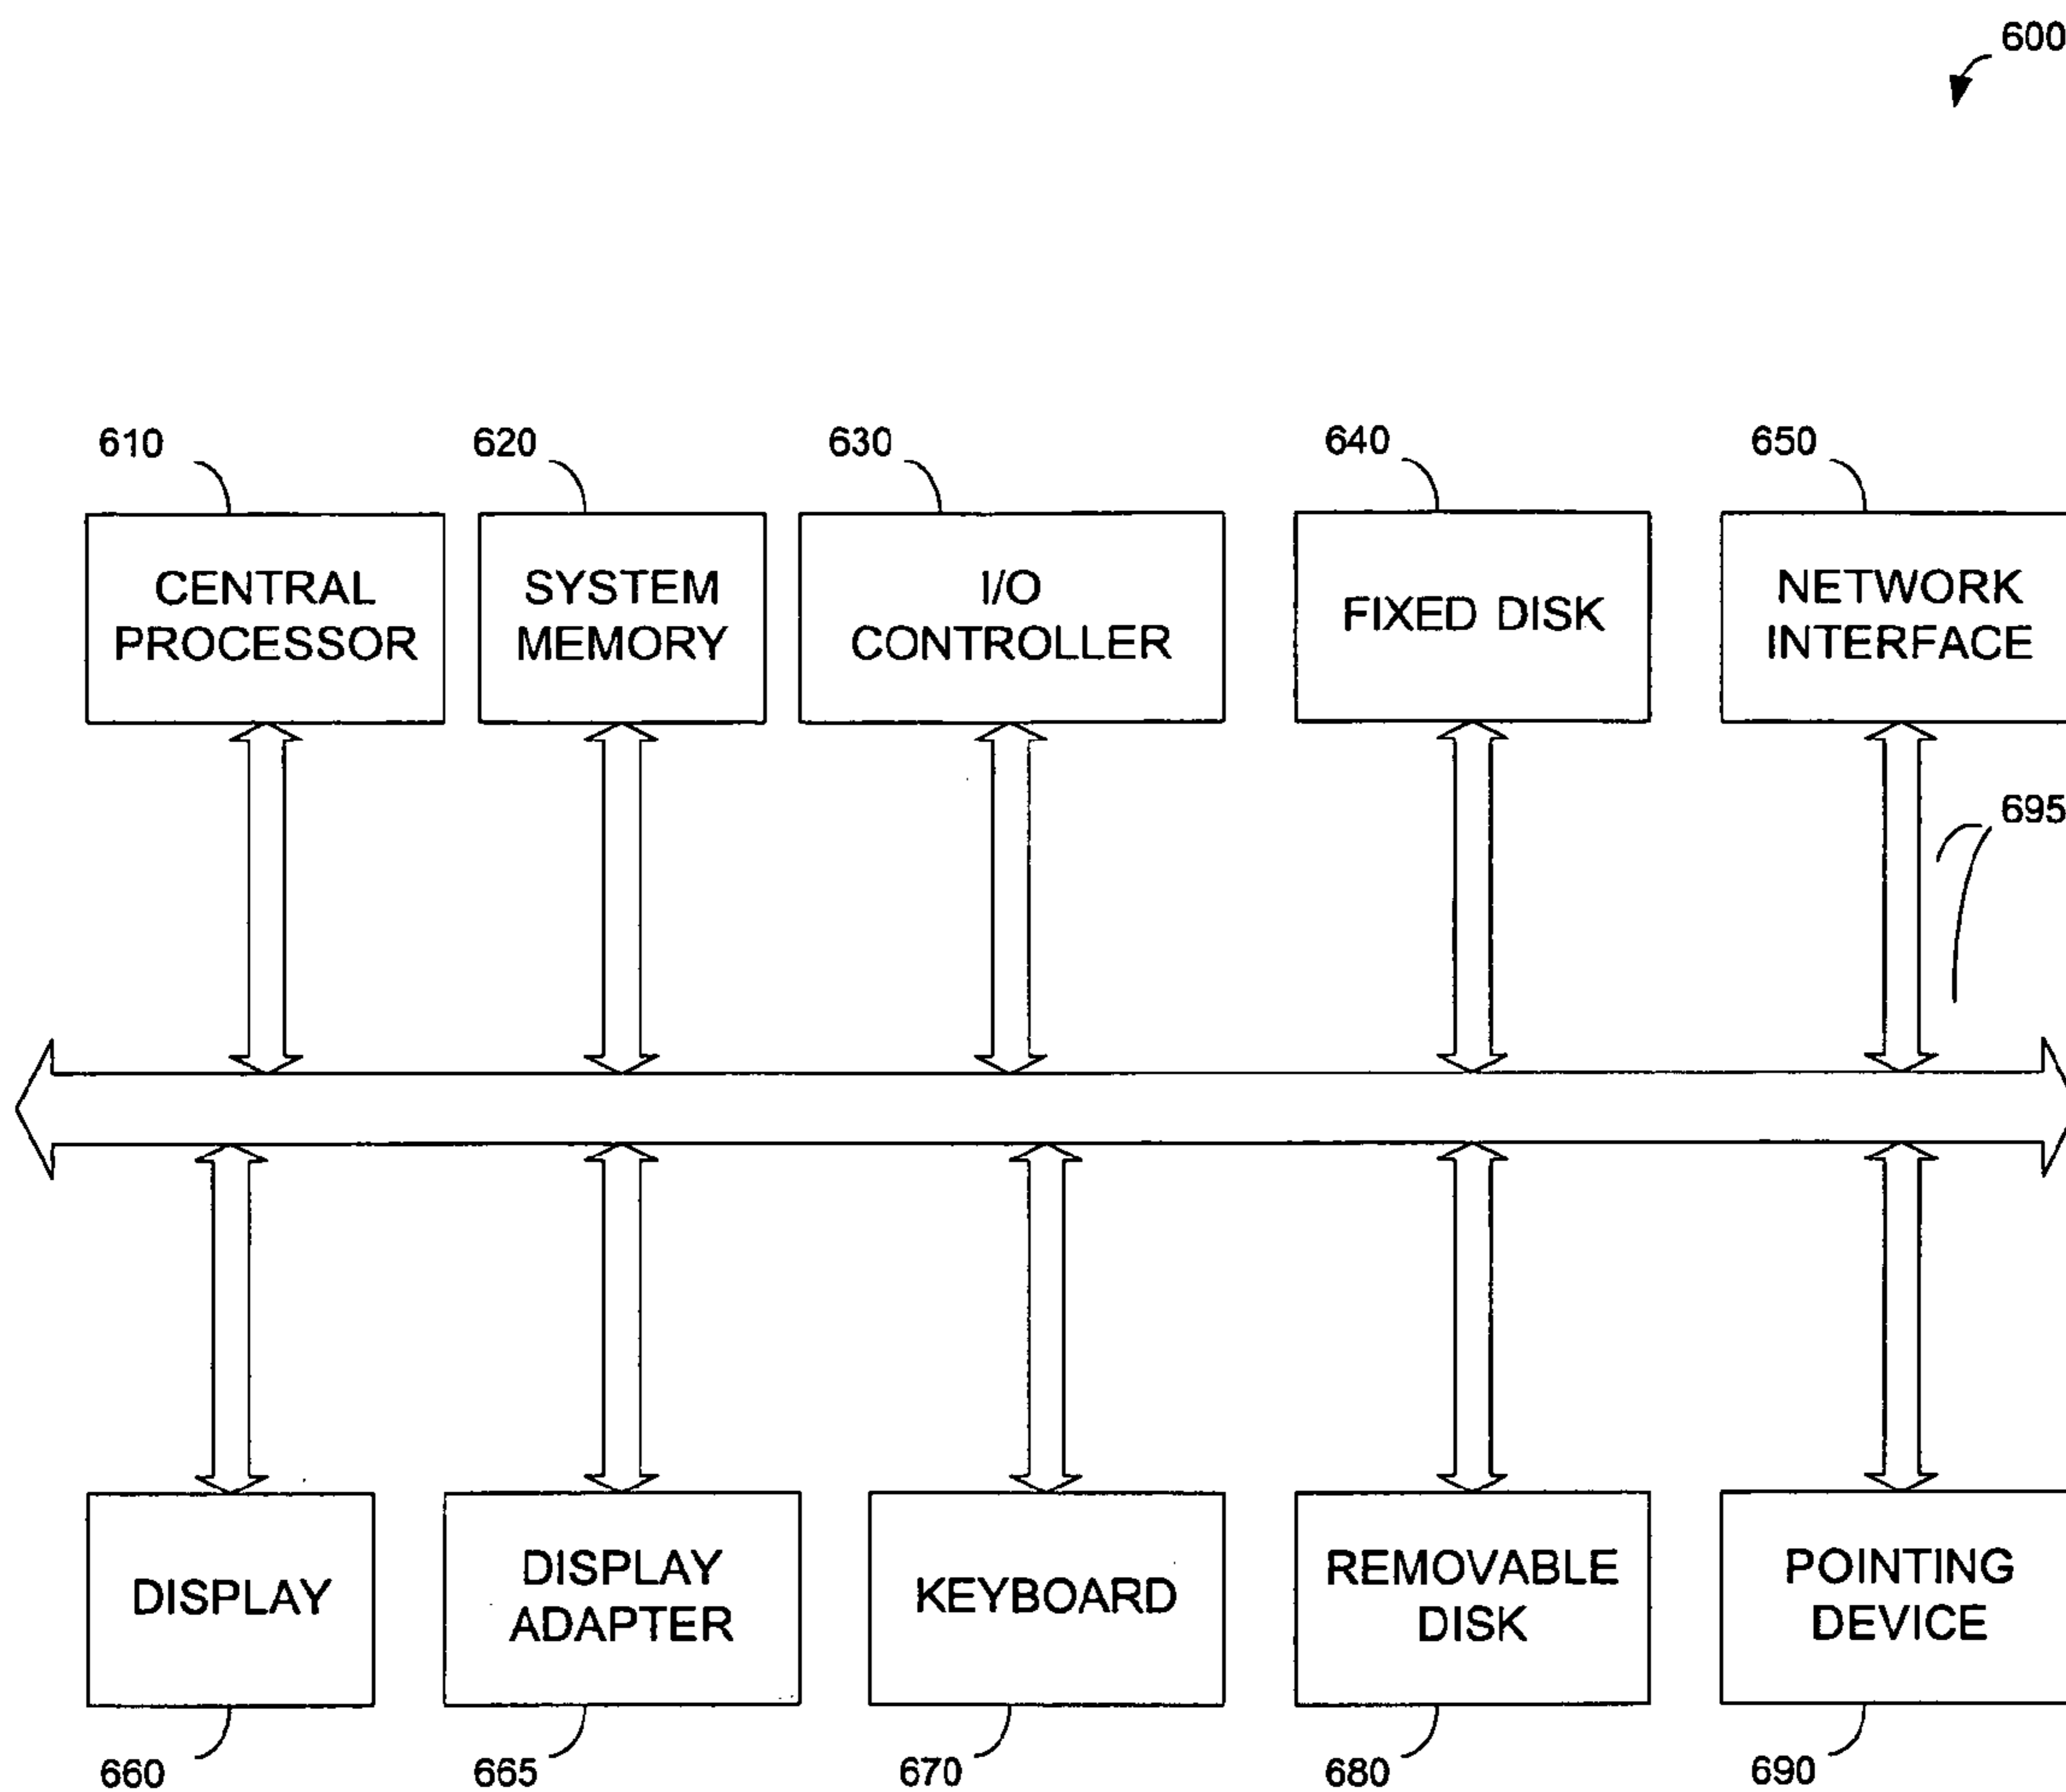 600
610
620
630
640
650
CENTRAL
PROCESSOR
SYSTEM
MEMORY
I/O
CONTROLLER
FIXED DISK
NETWORK
INTERFACE
695
DISPLAY
DISPLAY
ADAPTER
KEYBOARD
REMOVABLE
DISK
POINTING
DEVICE
660
665
670
680
690